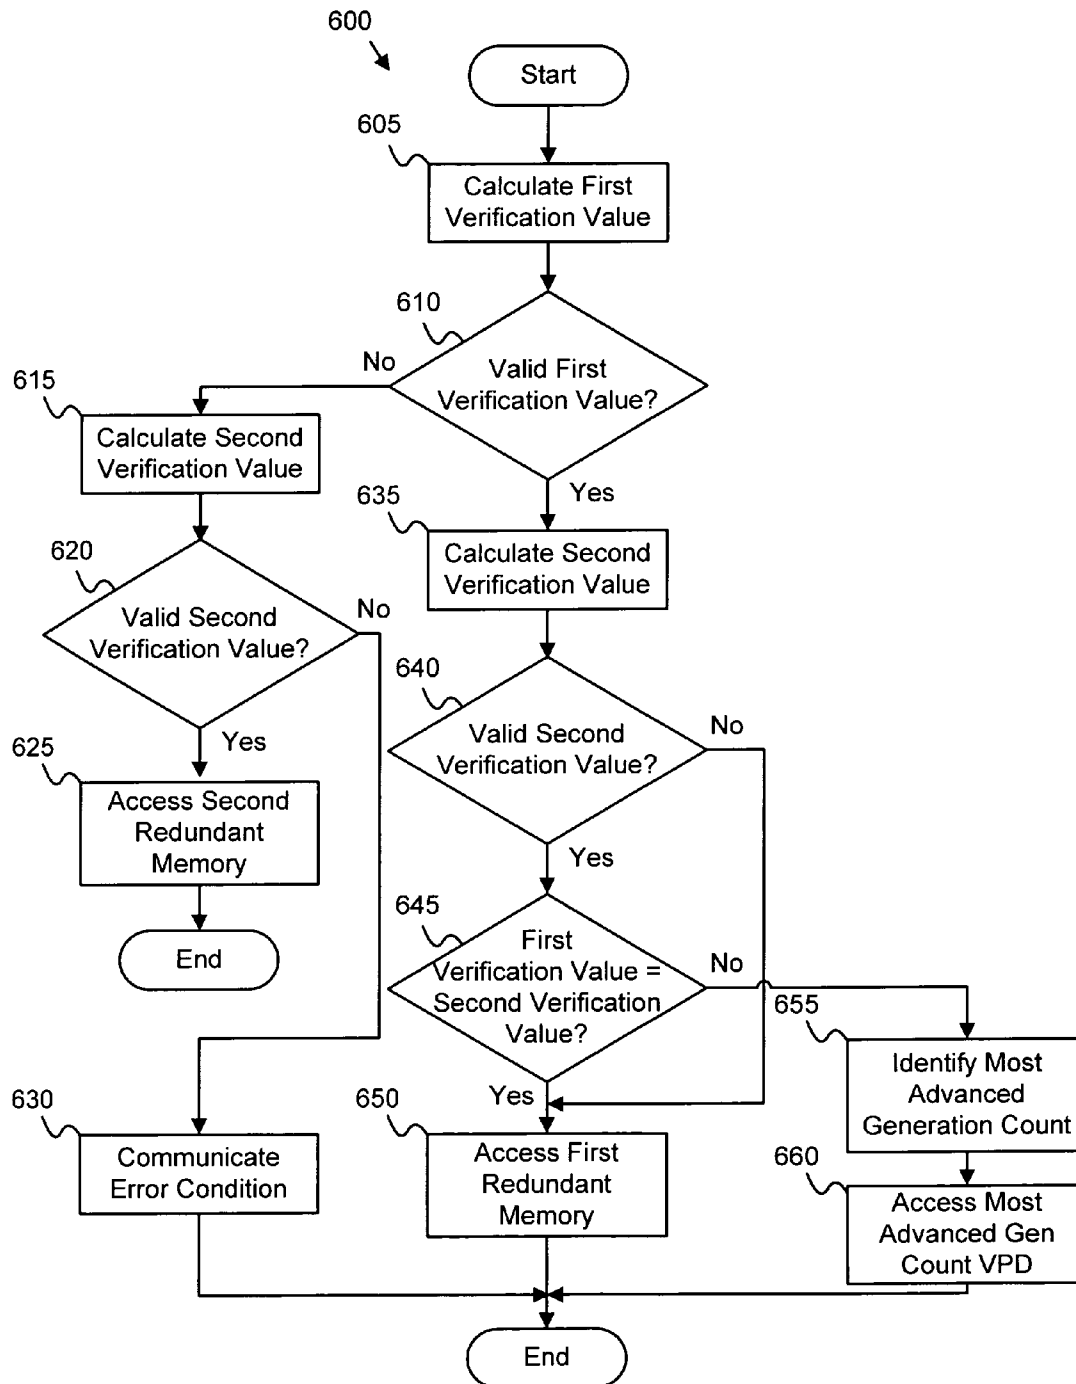 600
Start
605
Calculate First
Verification Value
610
No
Valid First
Verification Value?
615
Calculate Second
Verification Value
Yes
635
Calculate Second
Verification Value
620
No
Valid Second
Verification Value?
640
No
Valid Second
Verification Value?
Yes
625
Access Second
Redundant
Memory
Yes
End
645
First
Verification Value =
Second Verification
Value?
No
655
Identify Most
Advanced
Generation Count
Yes
630
Communicate
Error Condition
650
Access First
Redundant
Memory
660
Access Most
Advanced Gen
Count VPD
End